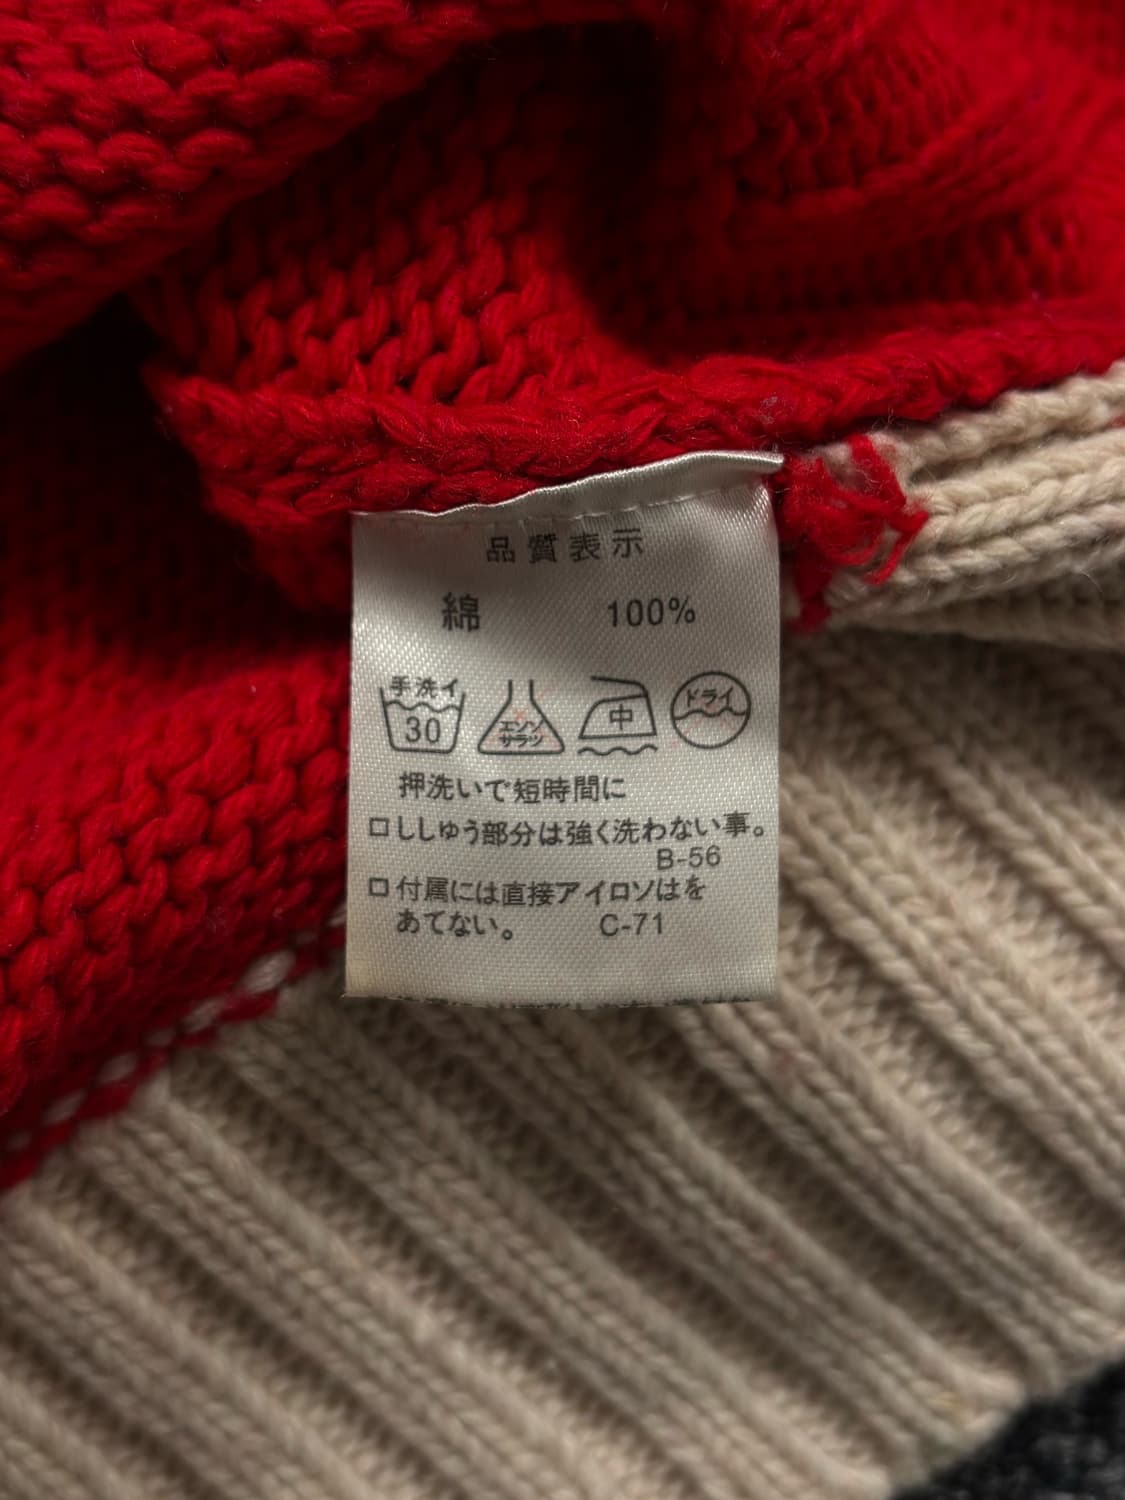 品質表示
綿 100%
手洗イ 30 エンソサラシ 中 ドライ
押洗いで短時間に
□ししゅう部分は強く洗わない事。
B-56
□付属には直接アイロンはを
あてない。 C-71